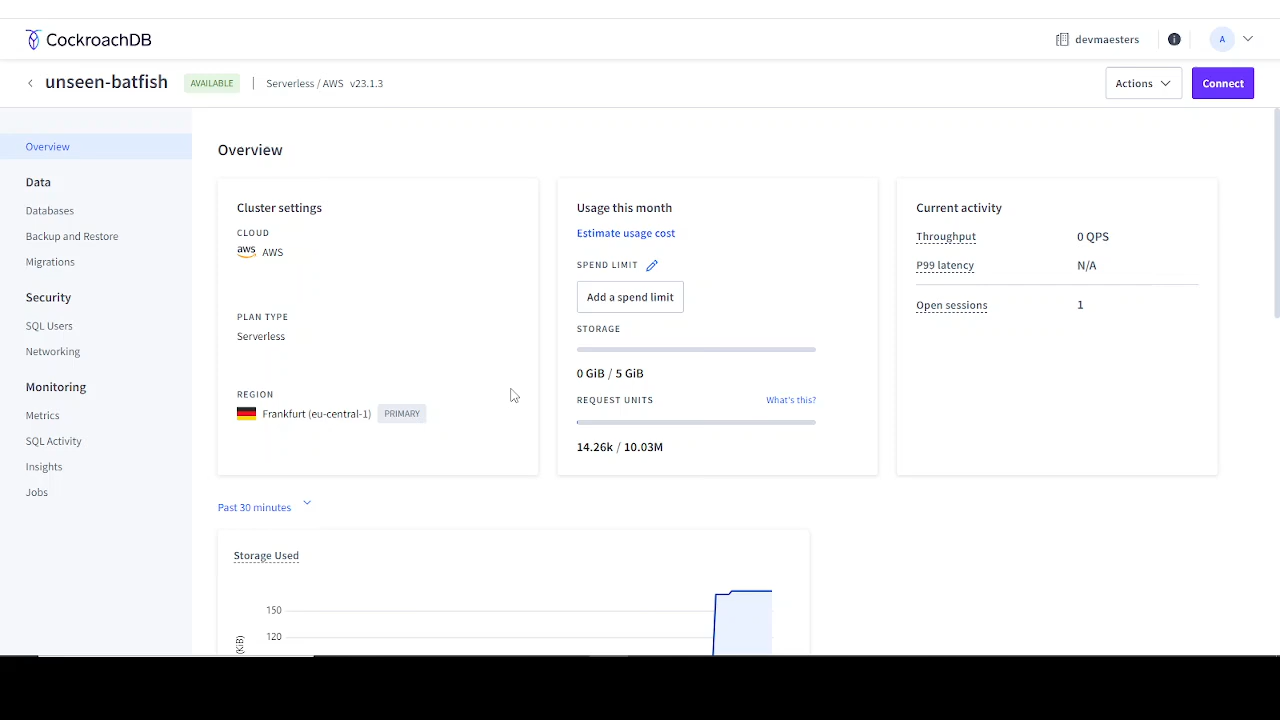 CockroachDB
devmaesters
A
unseen-batfish
AVAILABLE
Serverless / AWS v23.1.3
Actions
Connect
Overview
Data
Databases
Backup and Restore
Migrations
Security
SQL Users
Networking
Monitoring
Metrics
SQL Activity
Insights
Jobs
Overview
Cluster settings
CLOUD
aws AWS
PLAN TYPE
Serverless
REGION
Frankfurt (eu-central-1) PRIMARY
Usage this month
Estimate usage cost
SPEND LIMIT
Add a spend limit
STORAGE
0 GiB / 5 GiB
REQUEST UNITS What's this?
14.26k / 10.03M
Current activity
Throughput 0 QPS
P99 latency N/A
Open sessions 1
Past 30 minutes
Storage Used
150
120
(KiB)